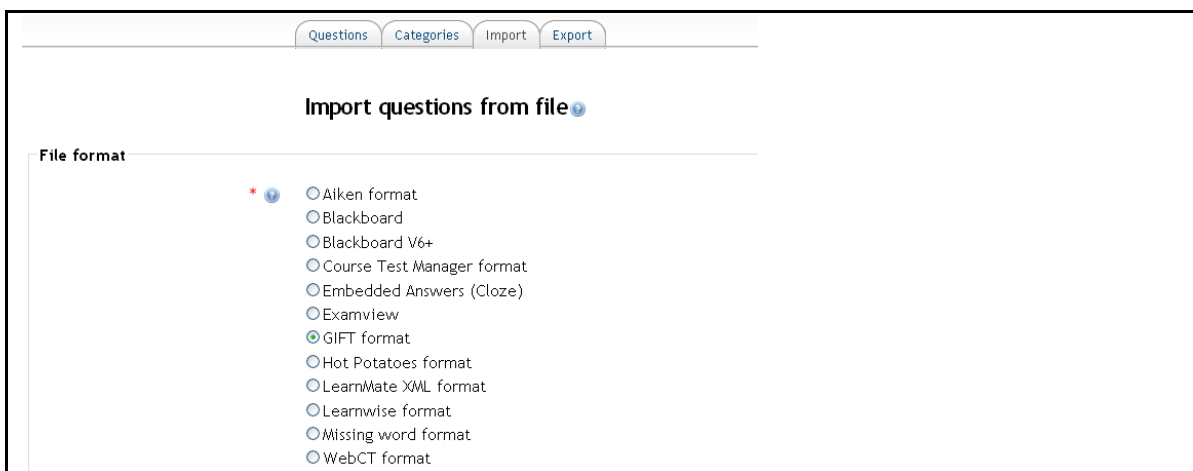 Questions Categories Import Export
Import questions from file
File format
* Aiken format
Blackboard
Blackboard V6+
Course Test Manager format
Embedded Answers (Cloze)
Examview
GIFT format
Hot Potatoes format
LearnMate XML format
Learnwise format
Missing word format
WebCT format